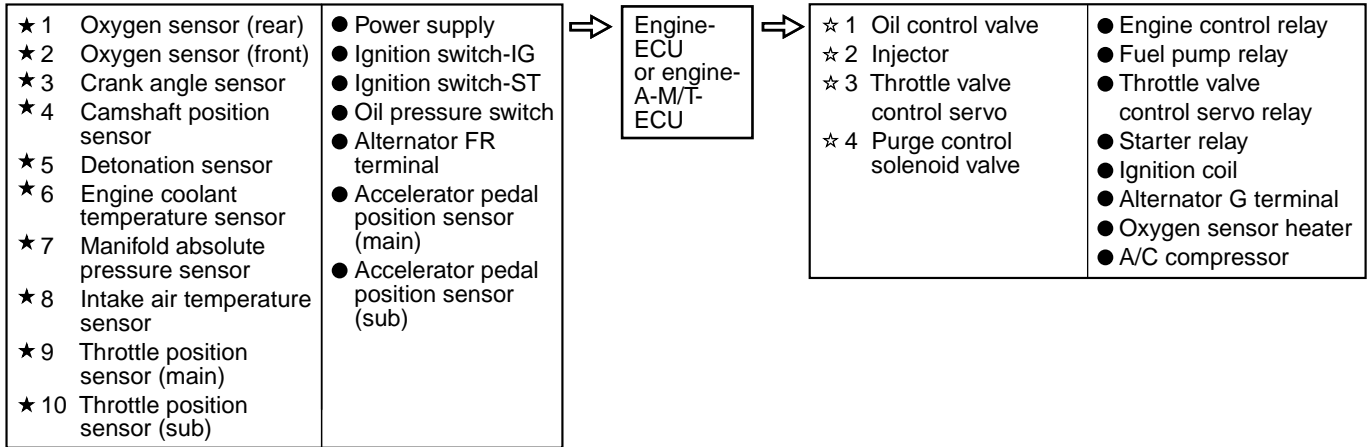 ★ 1 Oxygen sensor (rear)
★ 2 Oxygen sensor (front)
★ 3 Crank angle sensor
★ 4 Camshaft position
sensor
★ 5 Detonation sensor
★ 6 Engine coolant
temperature sensor
★ 7 Manifold absolute
pressure sensor
★ 8 Intake air temperature
sensor
★ 9 Throttle position
sensor (main)
★ 10 Throttle position
sensor (sub)
● Power supply
● Ignition switch-IG
● Ignition switch-ST
● Oil pressure switch
● Alternator FR
terminal
● Accelerator pedal
position sensor
(main)
● Accelerator pedal
position sensor
(sub)
Engine-
ECU
or engine-
A-M/T-
ECU
☆ 1 Oil control valve
☆ 2 Injector
☆ 3 Throttle valve
control servo
☆ 4 Purge control
solenoid valve
● Engine control relay
● Fuel pump relay
● Throttle valve
control servo relay
● Starter relay
● Ignition coil
● Alternator G terminal
● Oxygen sensor heater
● A/C compressor